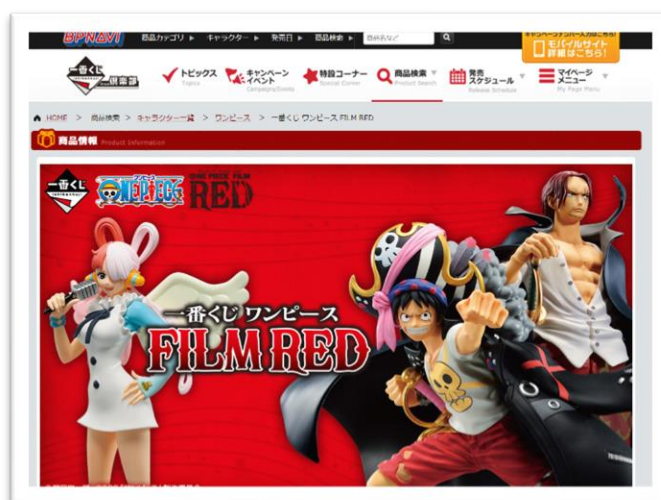 BPNAVI 商品カテゴリ ▶ キャラクター ▶ 発売日 ▶ 商品検索 ▶ 商品名など
モバイルサイト
詳細はこちら!
一番くじ倶楽部
トピックス キャンペーン イベント 特設コーナー 商品検索 発売スケジュール マイページメニュー
Topics Campaigns/Events Special Corner Product Search Release Schedule My Page Menu
HOME > 商品検索 > キャラクター一覧 > ワンピース > 一番くじ ワンピース FILM RED
商品情報 Product Information
一番くじ ONE PIECE ONE PIECE FILM RED
一番くじ ワンピース
FILM RED